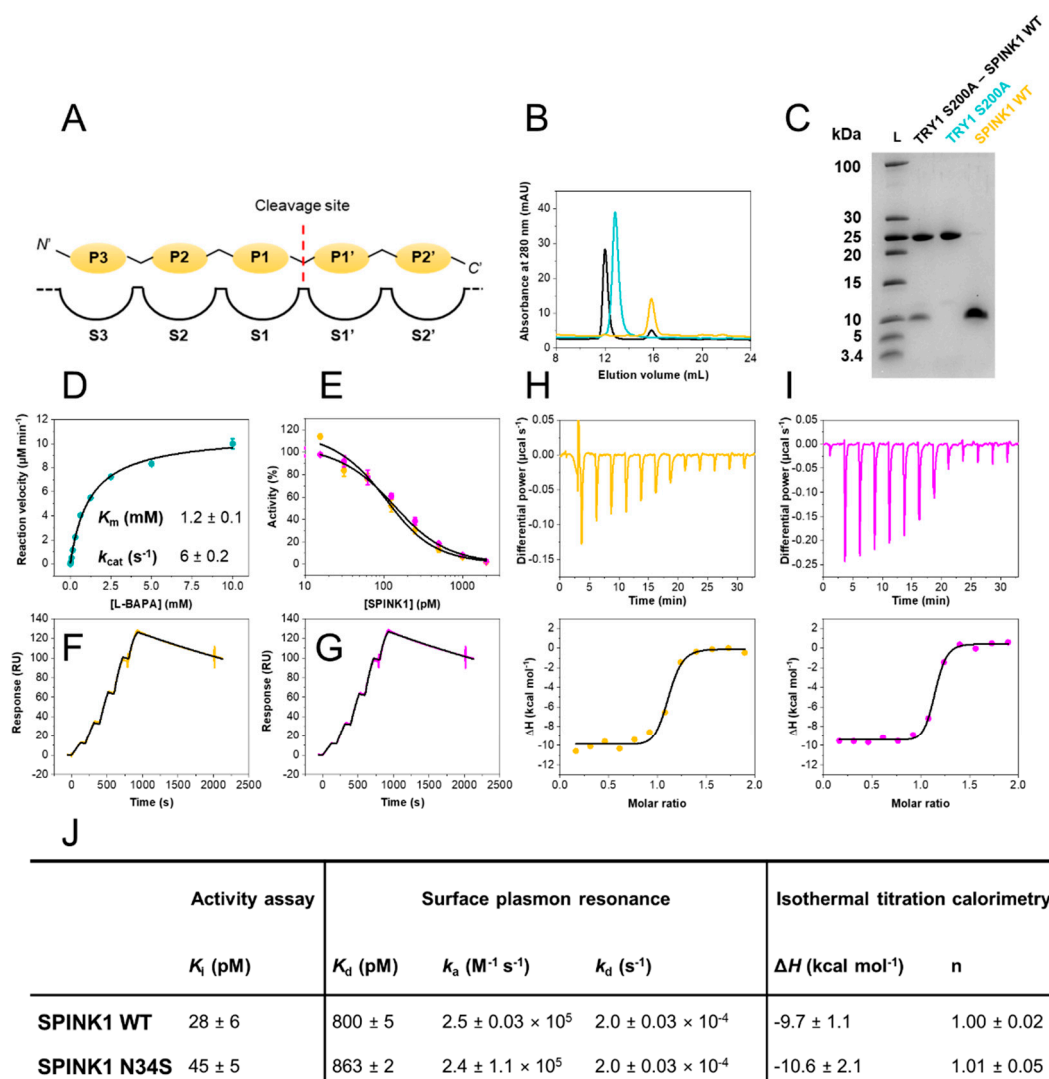 A
Cleavage site
N'
P3
P2
P1
P1'
P2'
C'
S3
S2
S1
S1'
S2'
B
Absorbance at 280 nm (mAU)
40
30
20
10
0
8
12
16
20
24
Elution volume (mL)
C
kDa
L
TRY1 S200A – SPINK1 WT
TRY1 S200A
SPINK1 WT
100
30
25
20
15
10
5
3.4
D
Reaction velocity (µM min⁻¹)
12
10
8
6
4
2
0
Kₘ (mM) 1.2 ± 0.1
k_cat (s⁻¹) 6 ± 0.2
0.0
2.5
5.0
7.5
10.0
[L-BAPA] (mM)
E
Activity (%)
120
100
80
60
40
20
0
10
100
1000
[SPINK1] (pM)
H
Differential power (µcal s⁻¹)
0.05
0.00
-0.05
-0.10
-0.15
0
10
20
30
Time (min)
I
Differential power (µcal s⁻¹)
0.05
0.00
-0.05
-0.10
-0.15
-0.20
-0.25
0
10
20
30
Time (min)
F
Response (RU)
140
120
100
80
60
40
20
0
-20
0
500
1000
1500
2000
2500
Time (s)
G
Response (RU)
140
120
100
80
60
40
20
0
-20
0
500
1000
1500
2000
2500
Time (s)
ΔH (kcal mol⁻¹)
2
0
-2
-4
-6
-8
-10
-12
0.0
0.5
1.0
1.5
2.0
Molar ratio
ΔH (kcal mol⁻¹)
2
0
-2
-4
-6
-8
-10
-12
0.0
0.5
1.0
1.5
2.0
Molar ratio
J
Activity assay Surface plasmon resonance Isothermal titration calorimetry
Kᵢ (pM) K_d (pM) kₐ (M⁻¹ s⁻¹) k_d (s⁻¹) ΔH (kcal mol⁻¹) n
SPINK1 WT 28 ± 6 800 ± 5 2.5 ± 0.03 × 10⁵ 2.0 ± 0.03 × 10⁻⁴ -9.7 ± 1.1 1.00 ± 0.02
SPINK1 N34S 45 ± 5 863 ± 2 2.4 ± 1.1 × 10⁵ 2.0 ± 0.03 × 10⁻⁴ -10.6 ± 2.1 1.01 ± 0.05